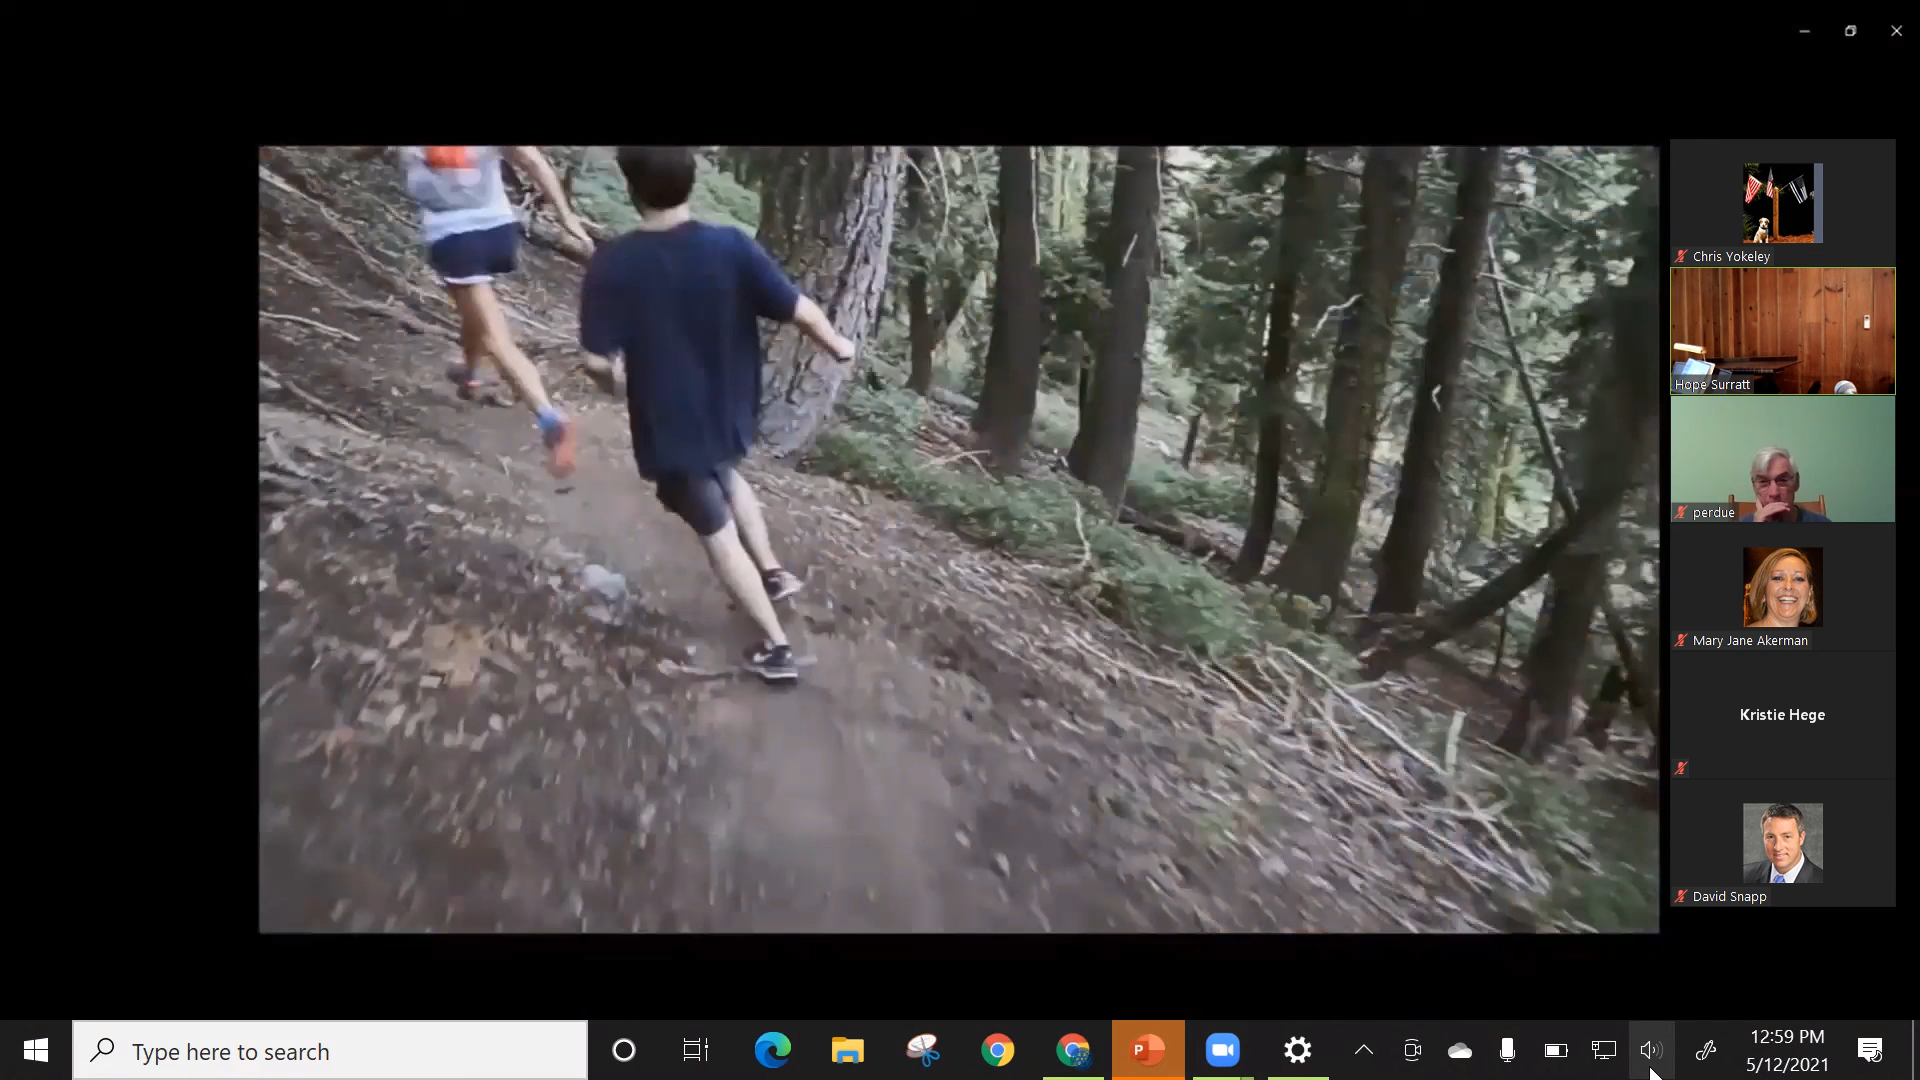 Chris Yokeley
Hope Surratt
perdue
Mary Jane Akerman
Kristie Hege
David Snapp
Type here to search
P
12:59 PM
5/12/2021